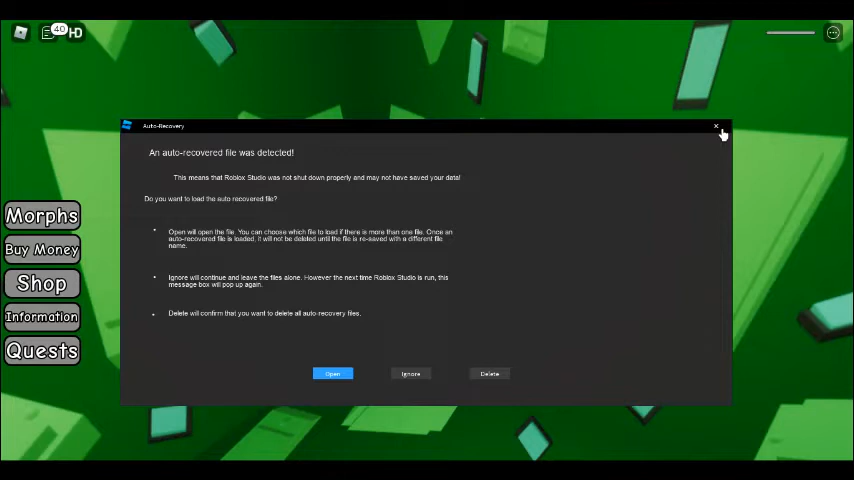 40
HD
Auto-Recovery
An auto-recovered file was detected!
This means that Roblox Studio was not shut down properly and may not have saved your data!
Do you want to load the auto recovered file?
Open will open the file. You can choose which file to load if there is more than one file. Once an
auto-recovered file is loaded, it will not be deleted until the file is re-saved with a different file
name.
Ignore will continue and leave the files alone. However the next time Roblox Studio is run, this
message box will pop up again.
Delete will confirm that you want to delete all auto-recovery files.
Open
Ignore
Delete
Morphs
Buy Money
Shop
Information
Quests